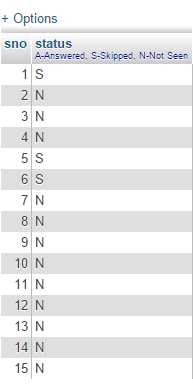 + Options
sno status
A-Answered, S-Skipped, N-Not Seen
1 S
2 N
3 N
4 N
5 S
6 S
7 N
8 N
9 N
10 N
11 N
12 N
13 N
14 N
15 N